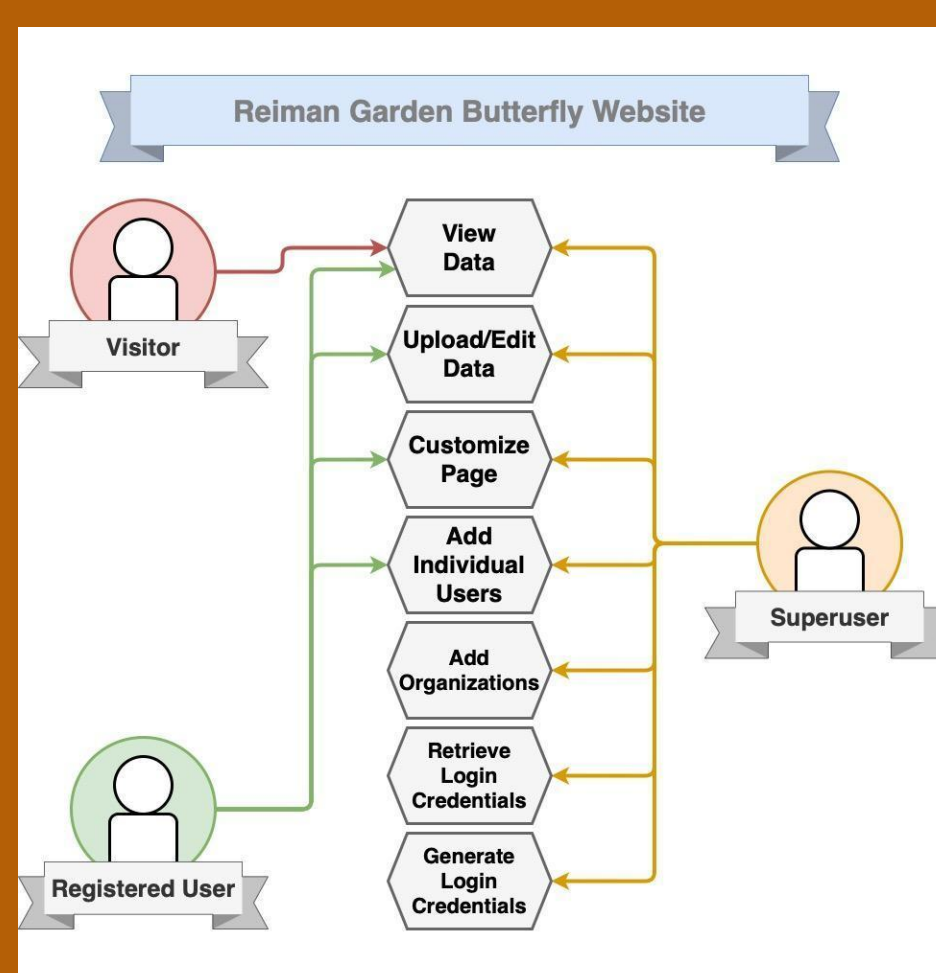 Reiman Garden Butterfly Website
View
Data
Visitor
Upload/Edit
Data
Customize
Page
Add
Individual
Users
Superuser
Add
Organizations
Retrieve
Login
Credentials
Generate
Login
Credentials
Registered User